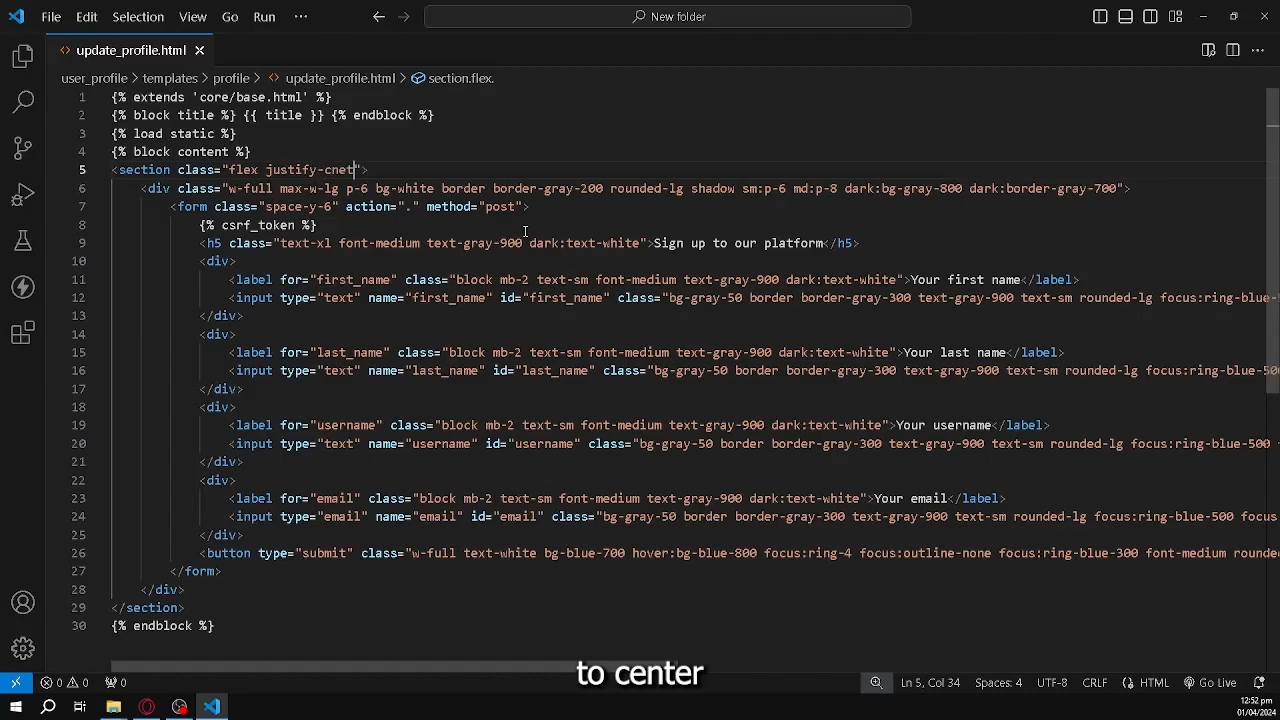 File Edit Selection View Go Run ··· New folder
update_profile.html
user_profile > templates > profile > update_profile.html > section.flex.
1 {% extends 'core/base.html' %}
2 {% block title %} {{ title }} {% endblock %}
3 {% load static %}
4 {% block content %}
5 <section class="flex justify-cnet">
6 <div class="w-full max-w-lg p-6 bg-white border border-gray-200 rounded-lg shadow sm:p-6 md:p-8 dark:bg-gray-800 dark:border-gray-700">
7 <form class="space-y-6" action="." method="post">
8 {% csrf_token %}
9 <h5 class="text-xl font-medium text-gray-900 dark:text-white">Sign up to our platform</h5>
10 <div>
11 <label for="first_name" class="block mb-2 text-sm font-medium text-gray-900 dark:text-white">Your first name</label>
12 <input type="text" name="first_name" id="first_name" class="bg-gray-50 border border-gray-300 text-gray-900 text-sm rounded-lg focus:ring-blue-5
13 </div>
14 <div>
15 <label for="last_name" class="block mb-2 text-sm font-medium text-gray-900 dark:text-white">Your last name</label>
16 <input type="text" name="last_name" id="last_name" class="bg-gray-50 border border-gray-300 text-gray-900 text-sm rounded-lg focus:ring-blue-500
17 </div>
18 <div>
19 <label for="username" class="block mb-2 text-sm font-medium text-gray-900 dark:text-white">Your username</label>
20 <input type="text" name="username" id="username" class="bg-gray-50 border border-gray-300 text-gray-900 text-sm rounded-lg focus:ring-blue-500
21 </div>
22 <div>
23 <label for="email" class="block mb-2 text-sm font-medium text-gray-900 dark:text-white">Your email</label>
24 <input type="email" name="email" id="email" class="bg-gray-50 border border-gray-300 text-gray-900 text-sm rounded-lg focus:ring-blue-500 focus
25 </div>
26 <button type="submit" class="w-full text-white bg-blue-700 hover:bg-blue-800 focus:ring-4 focus:outline-none focus:ring-blue-300 font-medium rounde
27 </form>
28 </div>
29 </section>
30 {% endblock %}
to center
0 0 0 Ln 5, Col 34 Spaces: 4 UTF-8 CRLF HTML Go Live
12:52 pm
01/04/2024